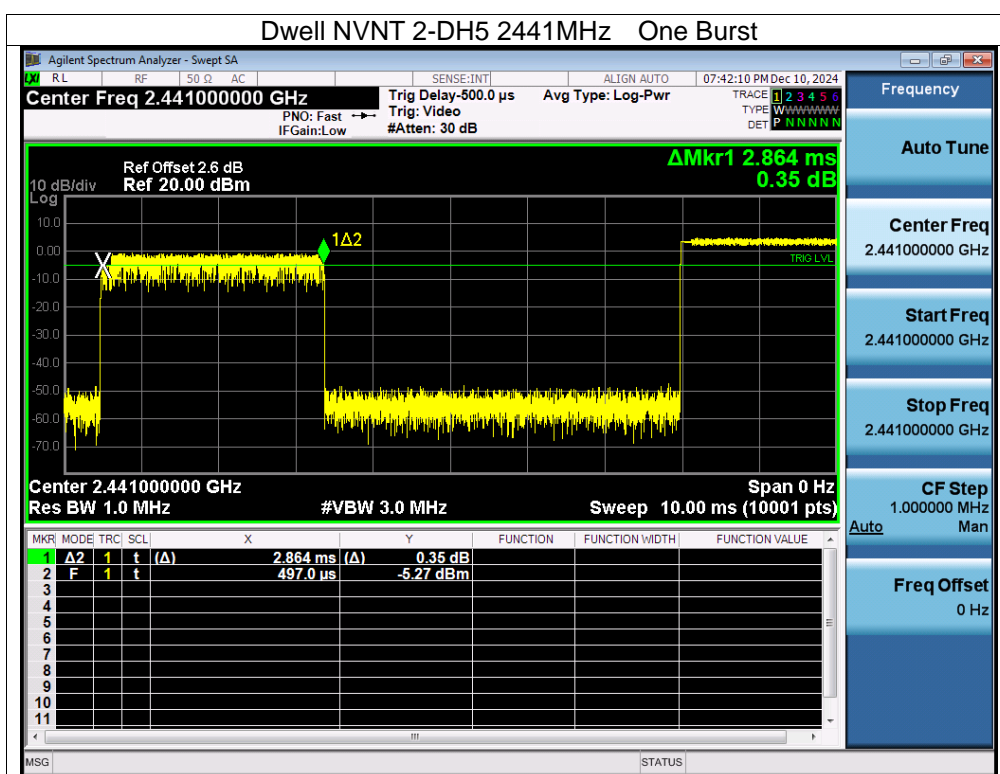 Dwell NVNT 2-DH5 2441MHz One Burst
Agilent Spectrum Analyzer - Swept SA
LXI RL RF 50 Ω AC SENSE:INT ALIGN AUTO 07:42:10 PM Dec 10, 2024
Center Freq 2.441000000 GHz Trig Delay-500.0 µs Avg Type: Log-Pwr TRACE 1 2 3 4 5 6
PNO: Fast Trig: Video TYPE WWWWWW
IFGain:Low #Atten: 30 dB DET P N N N N N
Frequency
Auto Tune
Center Freq
2.441000000 GHz
Start Freq
2.441000000 GHz
Stop Freq
2.441000000 GHz
CF Step
1.000000 MHz
Auto Man
Freq Offset
0 Hz
ΔMkr1 2.864 ms
0.35 dB
Ref Offset 2.6 dB
10 dB/div Ref 20.00 dBm
Log
10.0
0.00
-10.0
-20.0
-30.0
-40.0
-50.0
-60.0
-70.0
1Δ2
TRIG LVL
Center 2.441000000 GHz Span 0 Hz
Res BW 1.0 MHz #VBW 3.0 MHz Sweep 10.00 ms (10001 pts)
MKR MODE TRC SCL X Y FUNCTION FUNCTION WIDTH FUNCTION VALUE
1 Δ2 1 t (Δ) 2.864 ms (Δ) 0.35 dB
2 F 1 t 497.0 µs -5.27 dBm
3
4
5
6
7
8
9
10
11
MSG STATUS